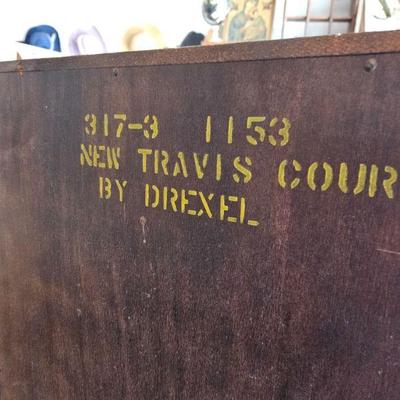 317-3 1153
NEW TRAVIS COUR
BY DREXEL